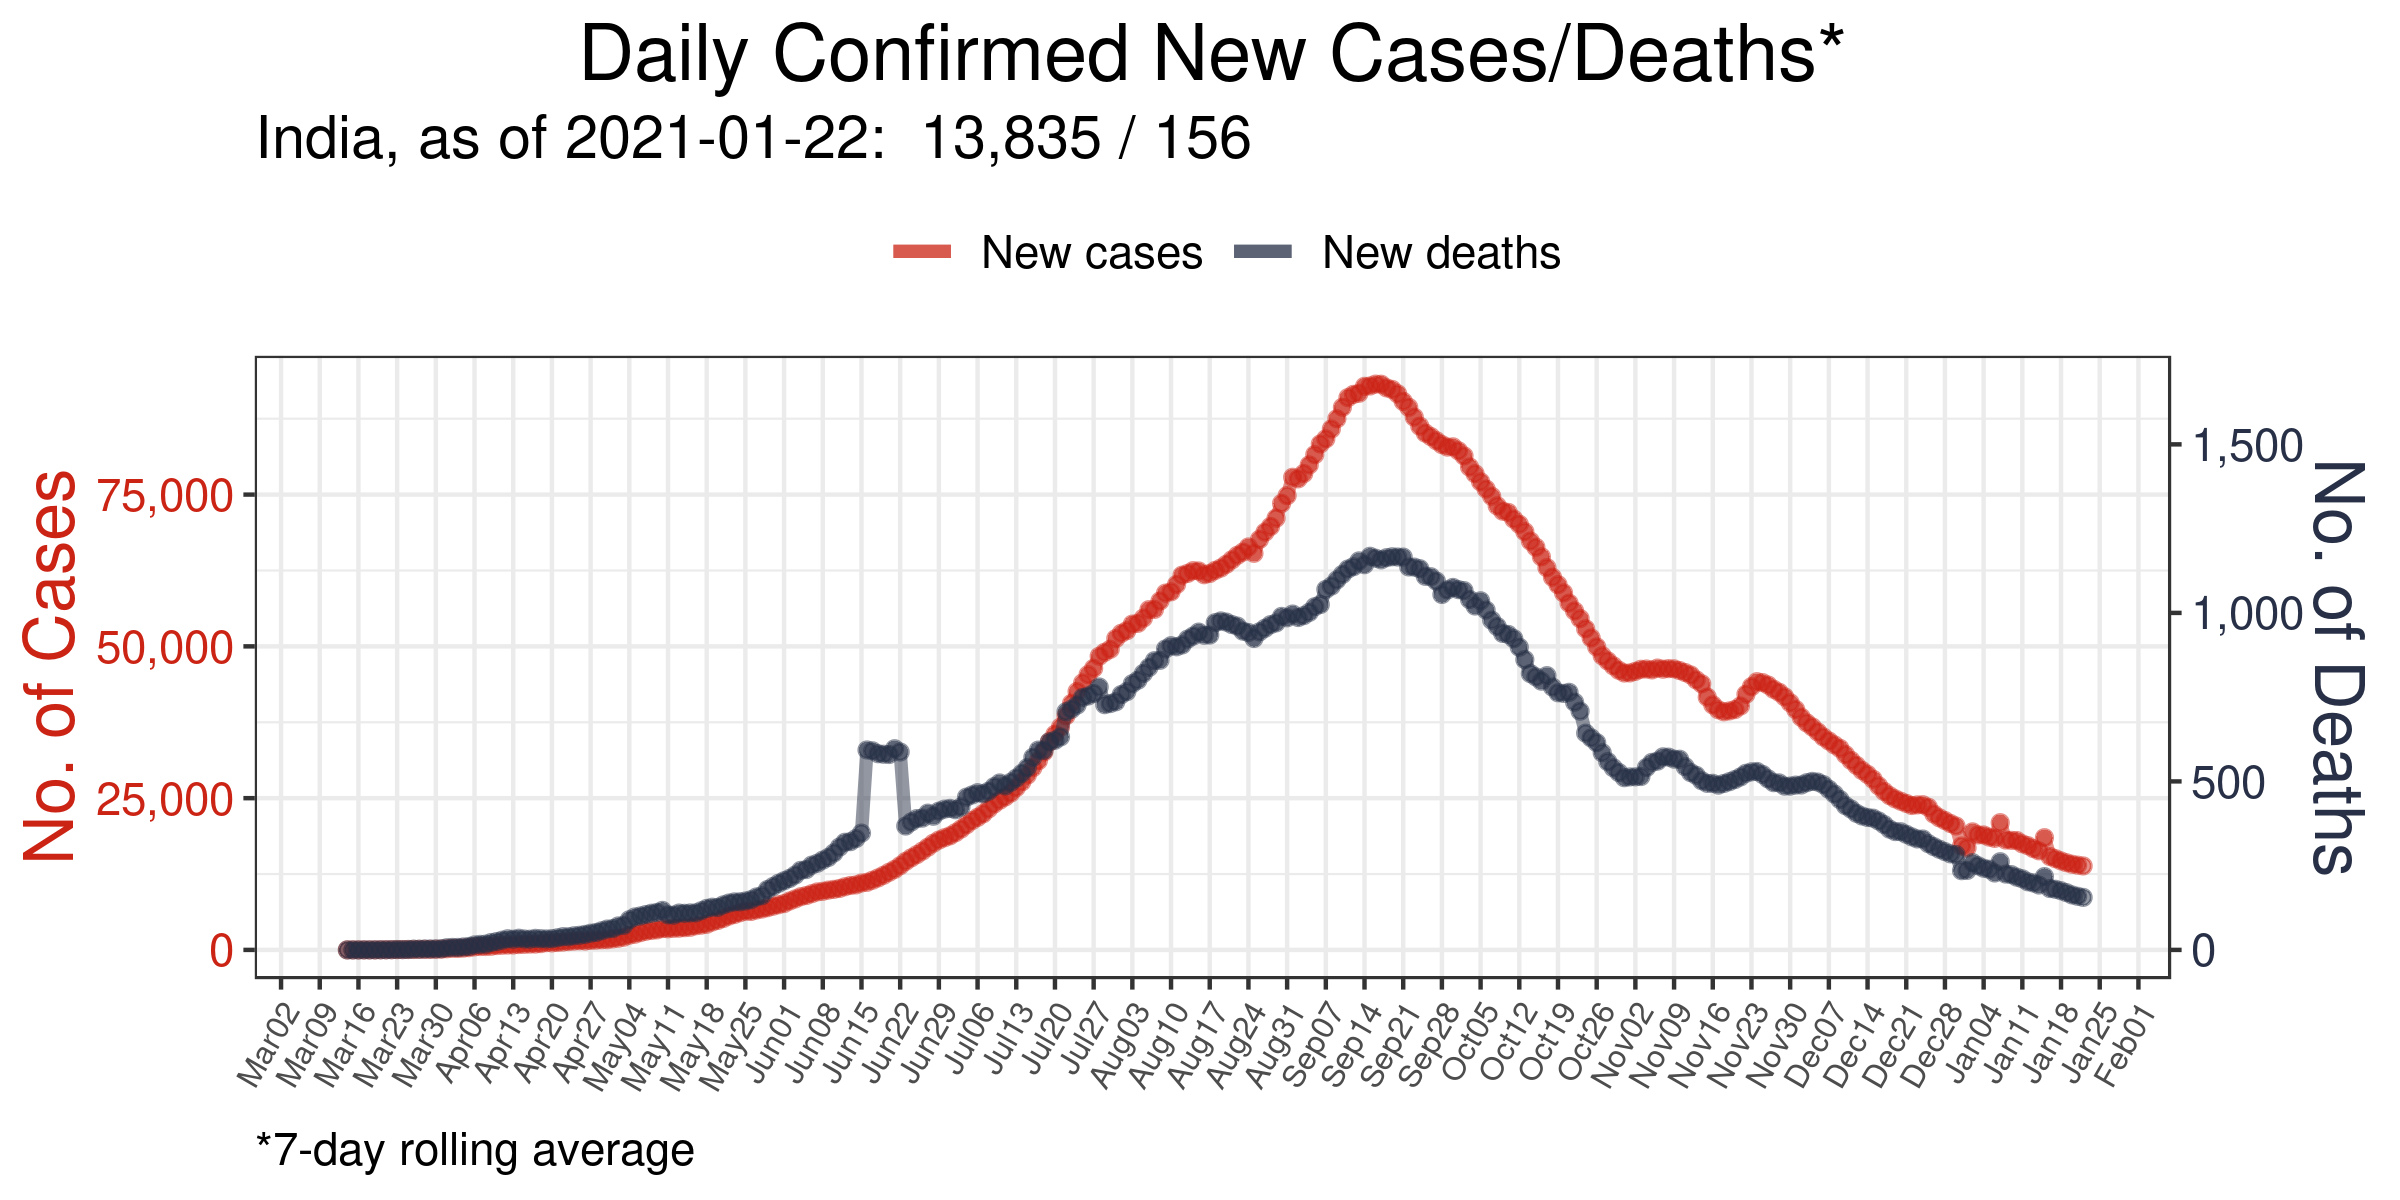 Daily Confirmed New Cases/Deaths*
India, as of 2021-01-22:  13,835 / 156
New cases
New deaths
No. of Cases
75,000
50,000
25,000
0
1,500
1,000
500
0
No. of Deaths
Mar02
Mar09
Mar16
Mar23
Mar30
Apr06
Apr13
Apr20
Apr27
May04
May11
May18
May25
Jun01
Jun08
Jun15
Jun22
Jun29
Jul06
Jul13
Jul20
Jul27
Aug03
Aug10
Aug17
Aug24
Aug31
Sep07
Sep14
Sep21
Sep28
Oct05
Oct12
Oct19
Oct26
Nov02
Nov09
Nov16
Nov23
Nov30
Dec07
Dec14
Dec21
Dec28
Jan04
Jan11
Jan18
Jan25
Feb01
*7-day rolling average